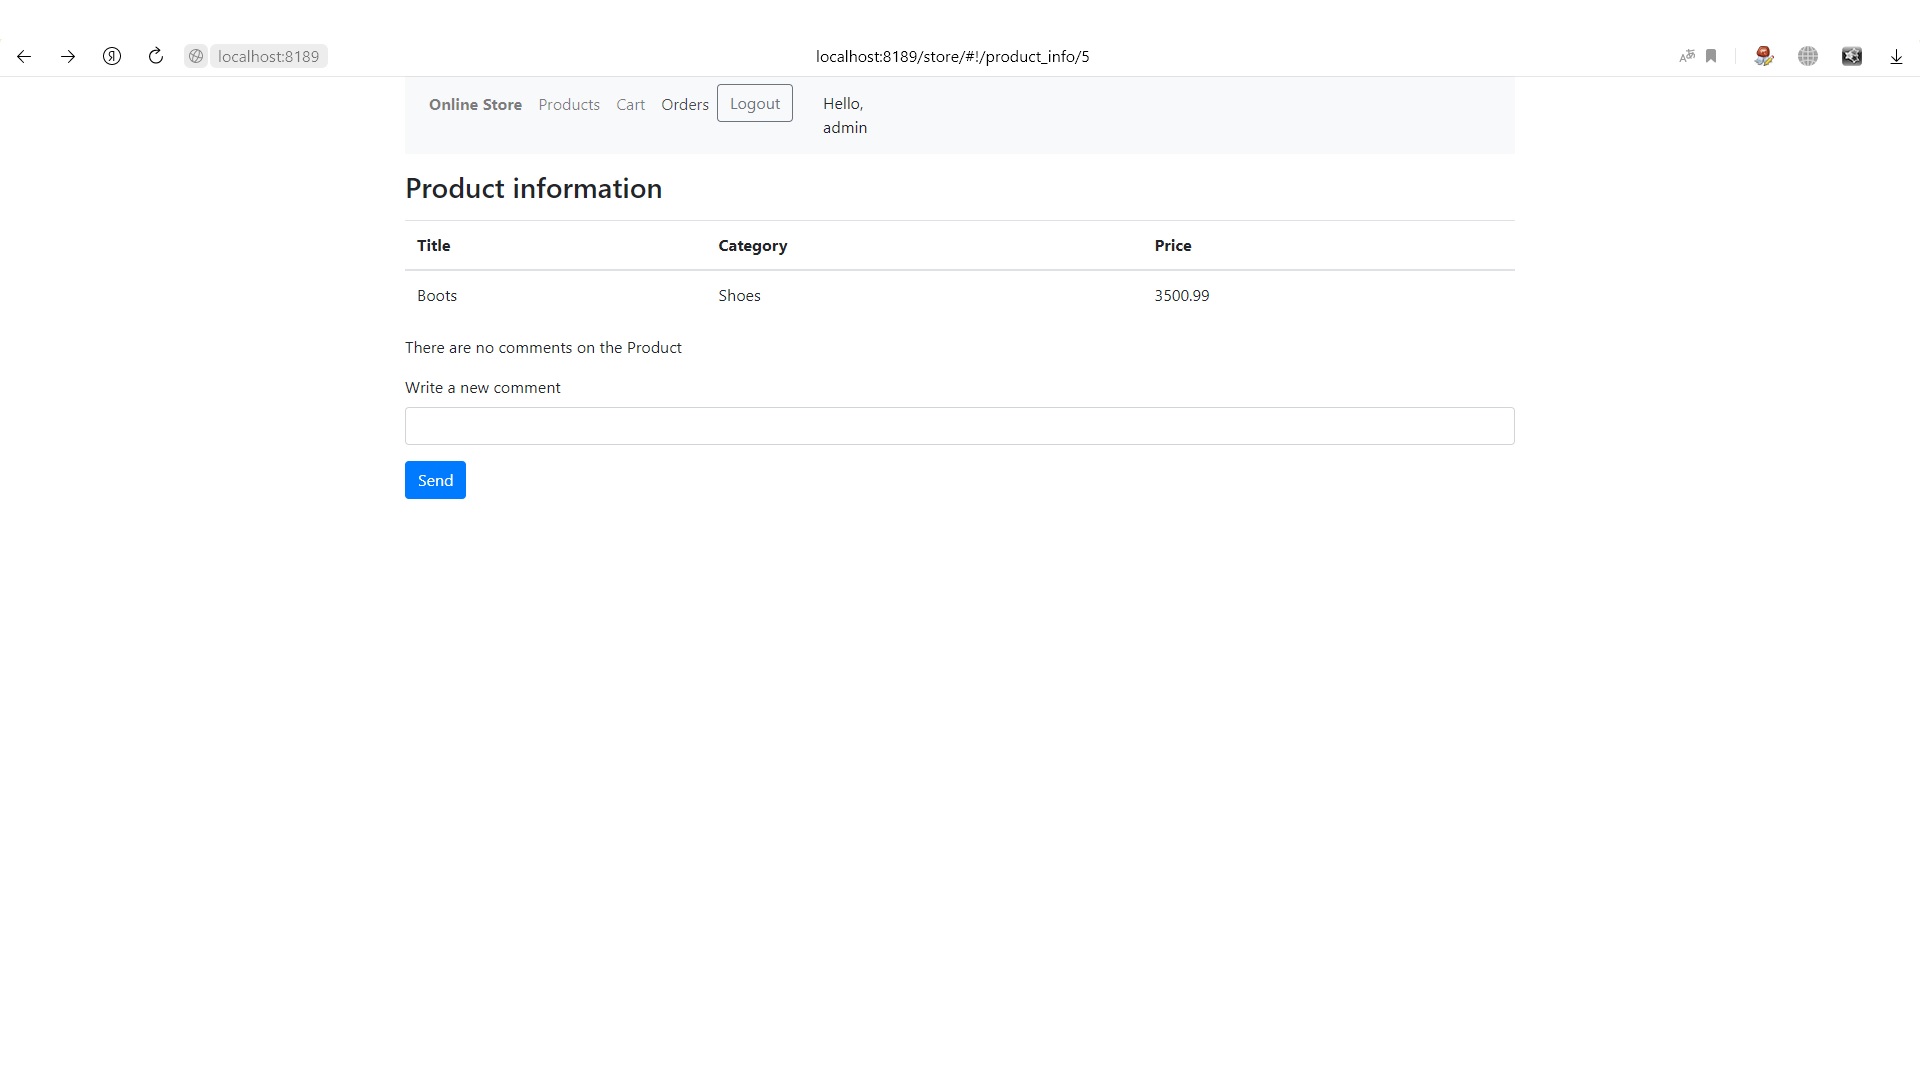 localhost:8189
localhost:8189/store/#!/product_info/5
Online Store Products Cart Orders Logout Hello,
admin
Product information
Title Category Price
Boots Shoes 3500.99
There are no comments on the Product
Write a new comment
Send